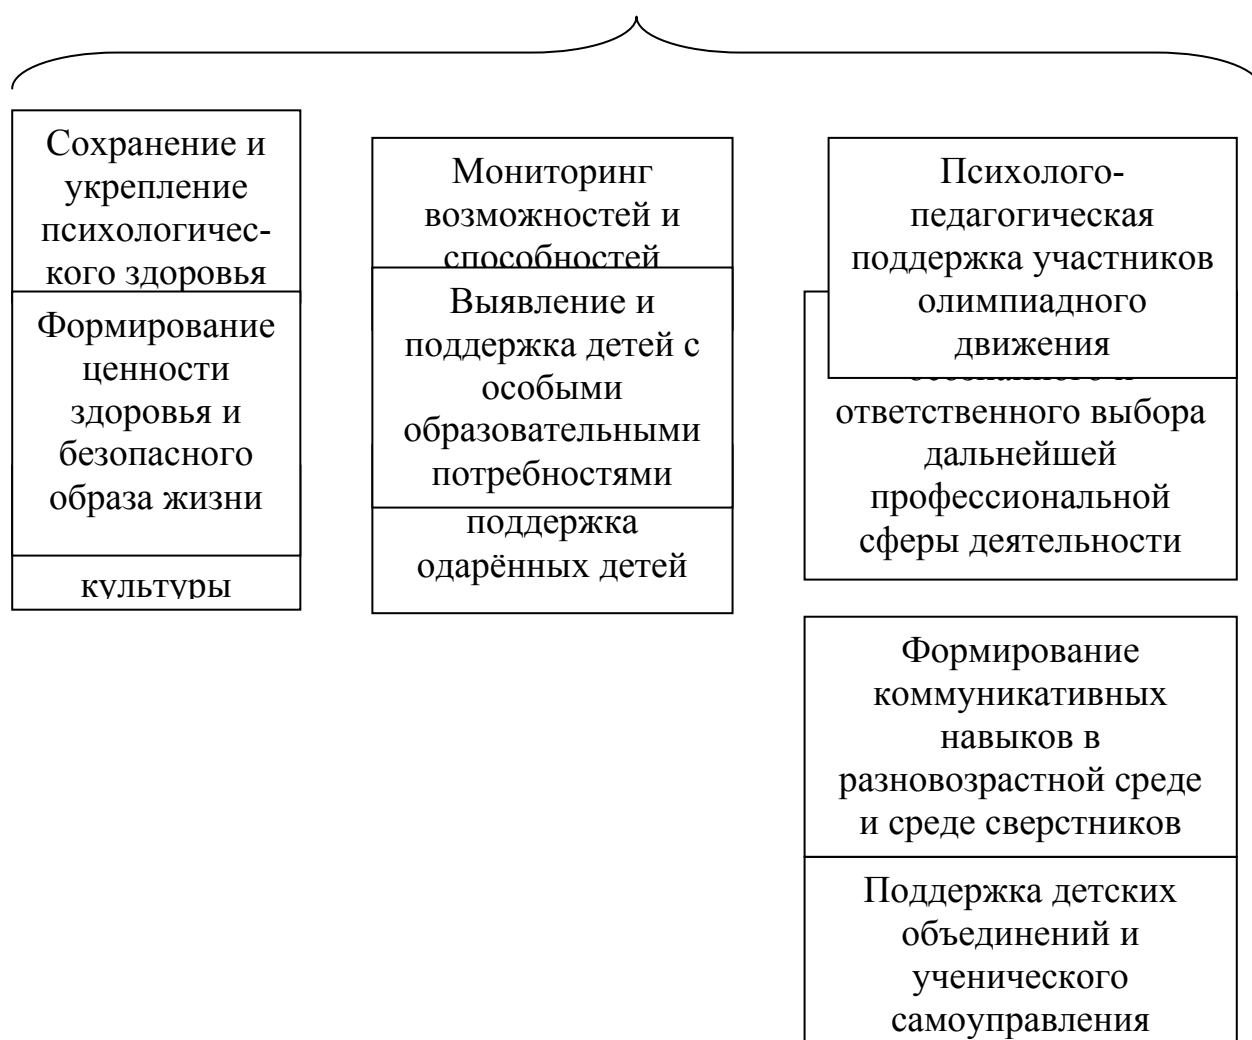 Сохранение и
укрепление
психологичес-
кого здоровья
Формирование
ценности
здоровья и
безопасного
образа жизни
культуры
Мониторинг
возможностей и
способностей
Выявление и
поддержка детей с
особыми
образовательными
потребностями
поддержка
одарённых детей
Психолого-
педагогическая
поддержка участников
олимпиадного
движения
ответственного выбора
дальнейшей
профессиональной
сферы деятельности
Формирование
коммуникативных
навыков в
разновозрастной среде
и среде сверстников
Поддержка детских
объединений и
ученического
самоуправления